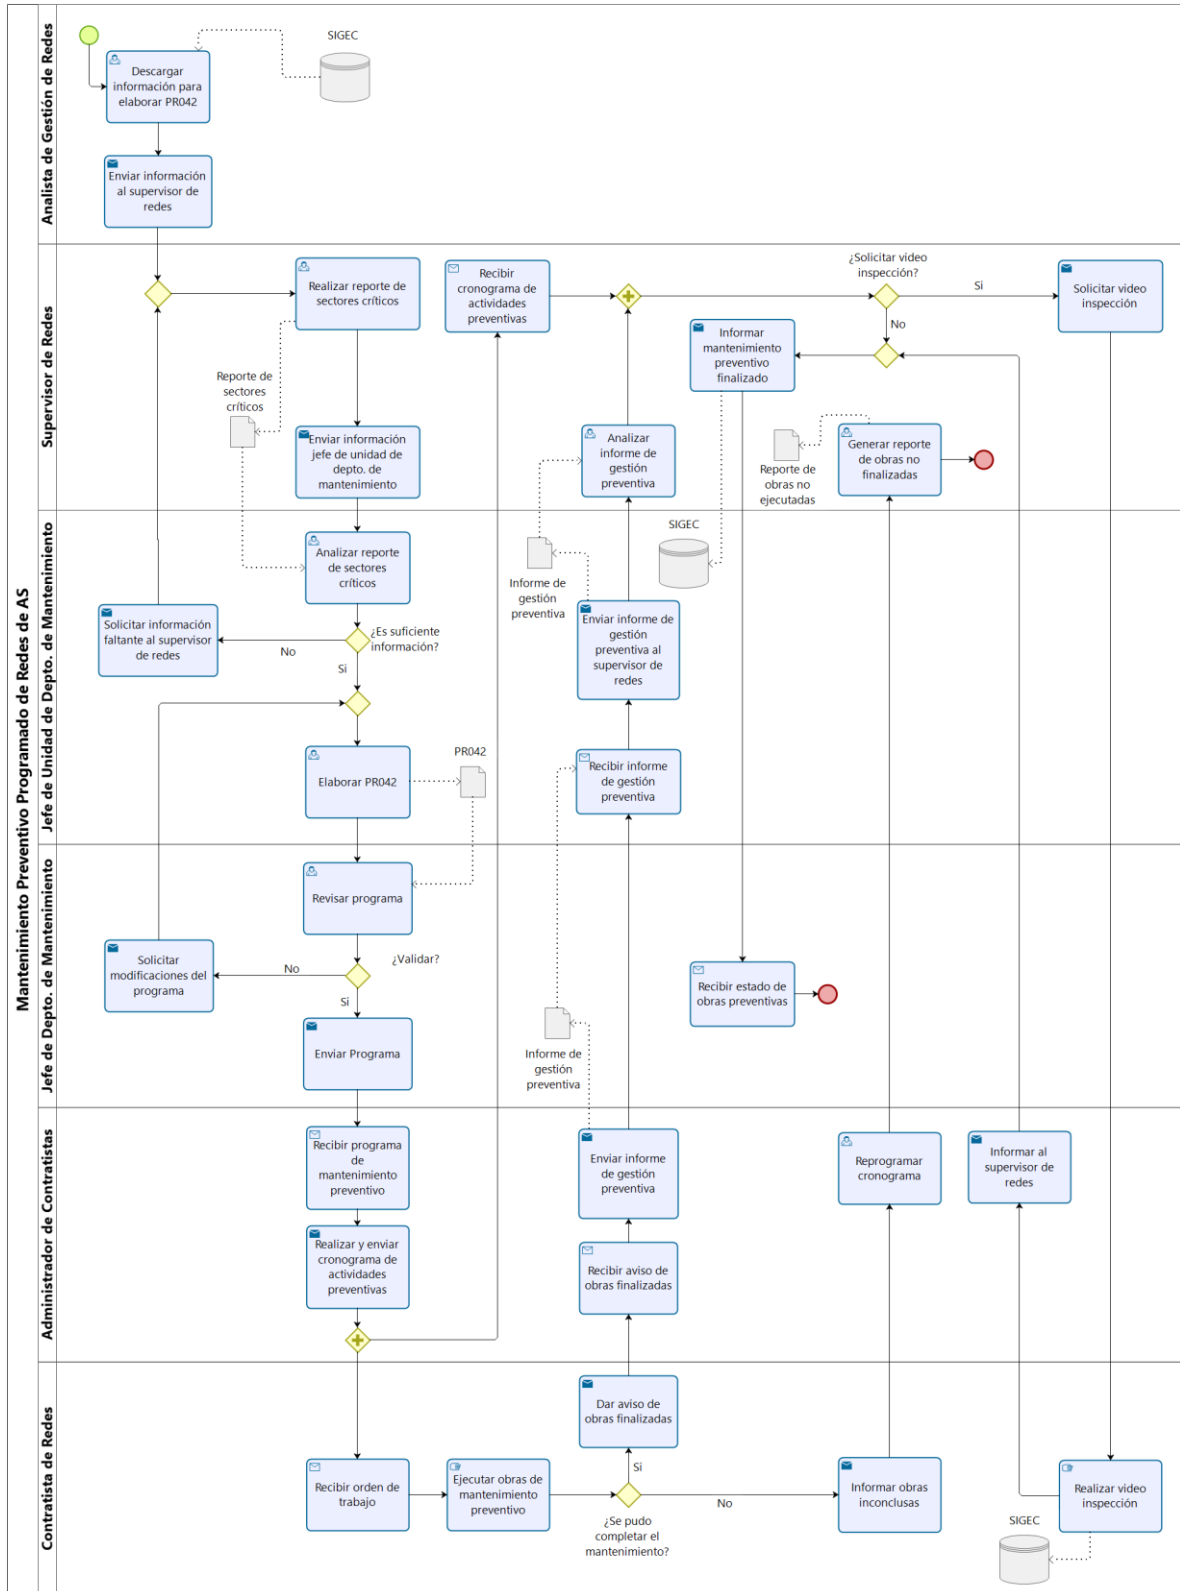 Mantenimiento Preventivo Programado de Redes de AS
Analista de Gestión de Redes
SIGEC
Descargar
información para
elaborar PR042
Enviar información
al supervisor de
redes
Supervisor de Redes
Realizar reporte de
sectores críticos
Recibir
cronograma de
actividades
preventivas
¿Solicitar video
inspección?
Si
No
Solicitar video
inspección
Informar
mantenimiento
preventivo
finalizado
Reporte de
sectores
críticos
Enviar información
jefe de unidad de
depto. de
mantenimiento
Analizar
informe de
gestión
preventiva
Reporte de
obras no
ejecutadas
Generar reporte
de obras no
finalizadas
Jefe de Unidad de Depto. de Mantenimiento
Analizar reporte
de sectores
críticos
SIGEC
Informe de
gestión
preventiva
Solicitar información
faltante al supervisor
de redes
No
¿Es suficiente
información?
Si
Enviar informe de
gestión
preventiva al
supervisor de
redes
Elaborar PR042
PR042
Recibir informe
de gestión
preventiva
Jefe de Depto. de Mantenimiento
Revisar programa
Solicitar
modificaciones del
programa
No
¿Validar?
Si
Enviar Programa
Recibir estado de
obras preventivas
Informe de
gestión
preventiva
Administrador de Contratistas
Recibir programa
de
mantenimiento
preventivo
Realizar y enviar
cronograma de
actividades
preventivas
Enviar informe
de gestión
preventiva
Recibir aviso de
obras finalizadas
Reprogramar
cronograma
Informar al
supervisor de
redes
Contratista de Redes
Dar aviso de
obras finalizadas
Si
Recibir orden de
trabajo
Ejecutar obras de
mantenimiento
preventivo
¿Se pudo
completar el
mantenimiento?
No
Informar obras
inconclusas
Realizar video
inspección
SIGEC